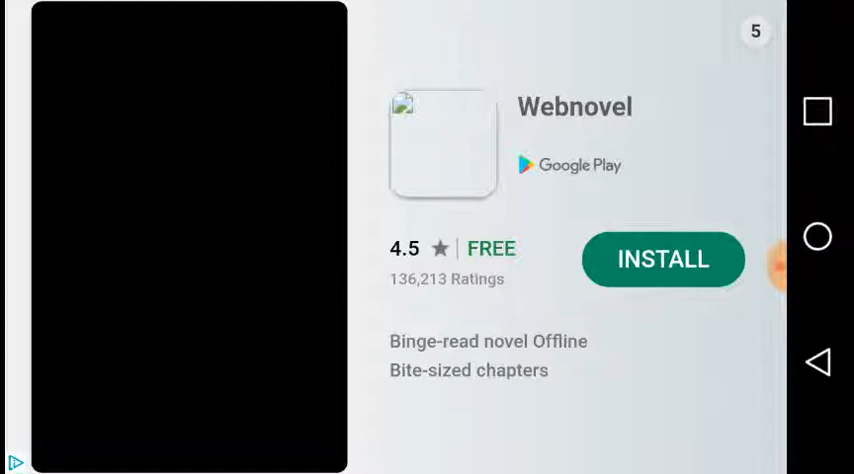 5
Webnovel
Google Play
4.5 ★ | FREE
INSTALL
136,213 Ratings
Binge-read novel Offline
Bite-sized chapters